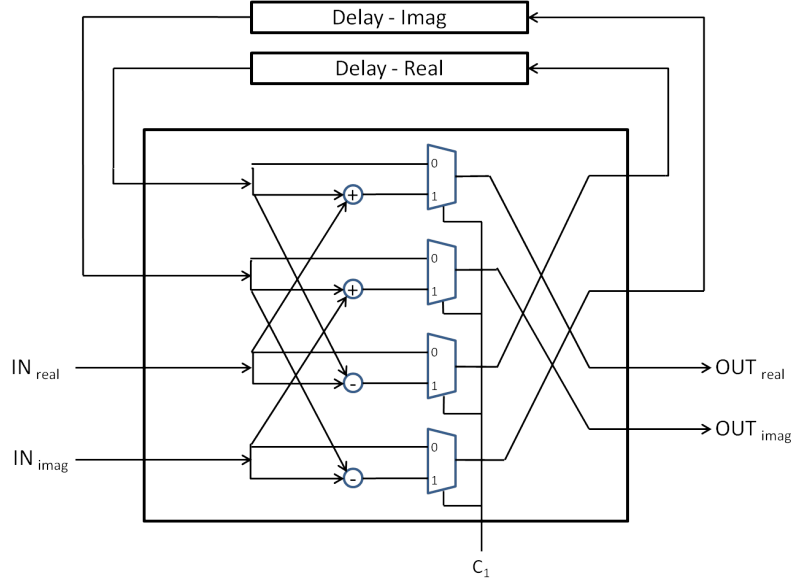 Delay - Imag
Delay - Real
0
+
1
0
+
1
IN real
0
OUT real
-
1
OUT imag
IN imag
0
-
1
C1